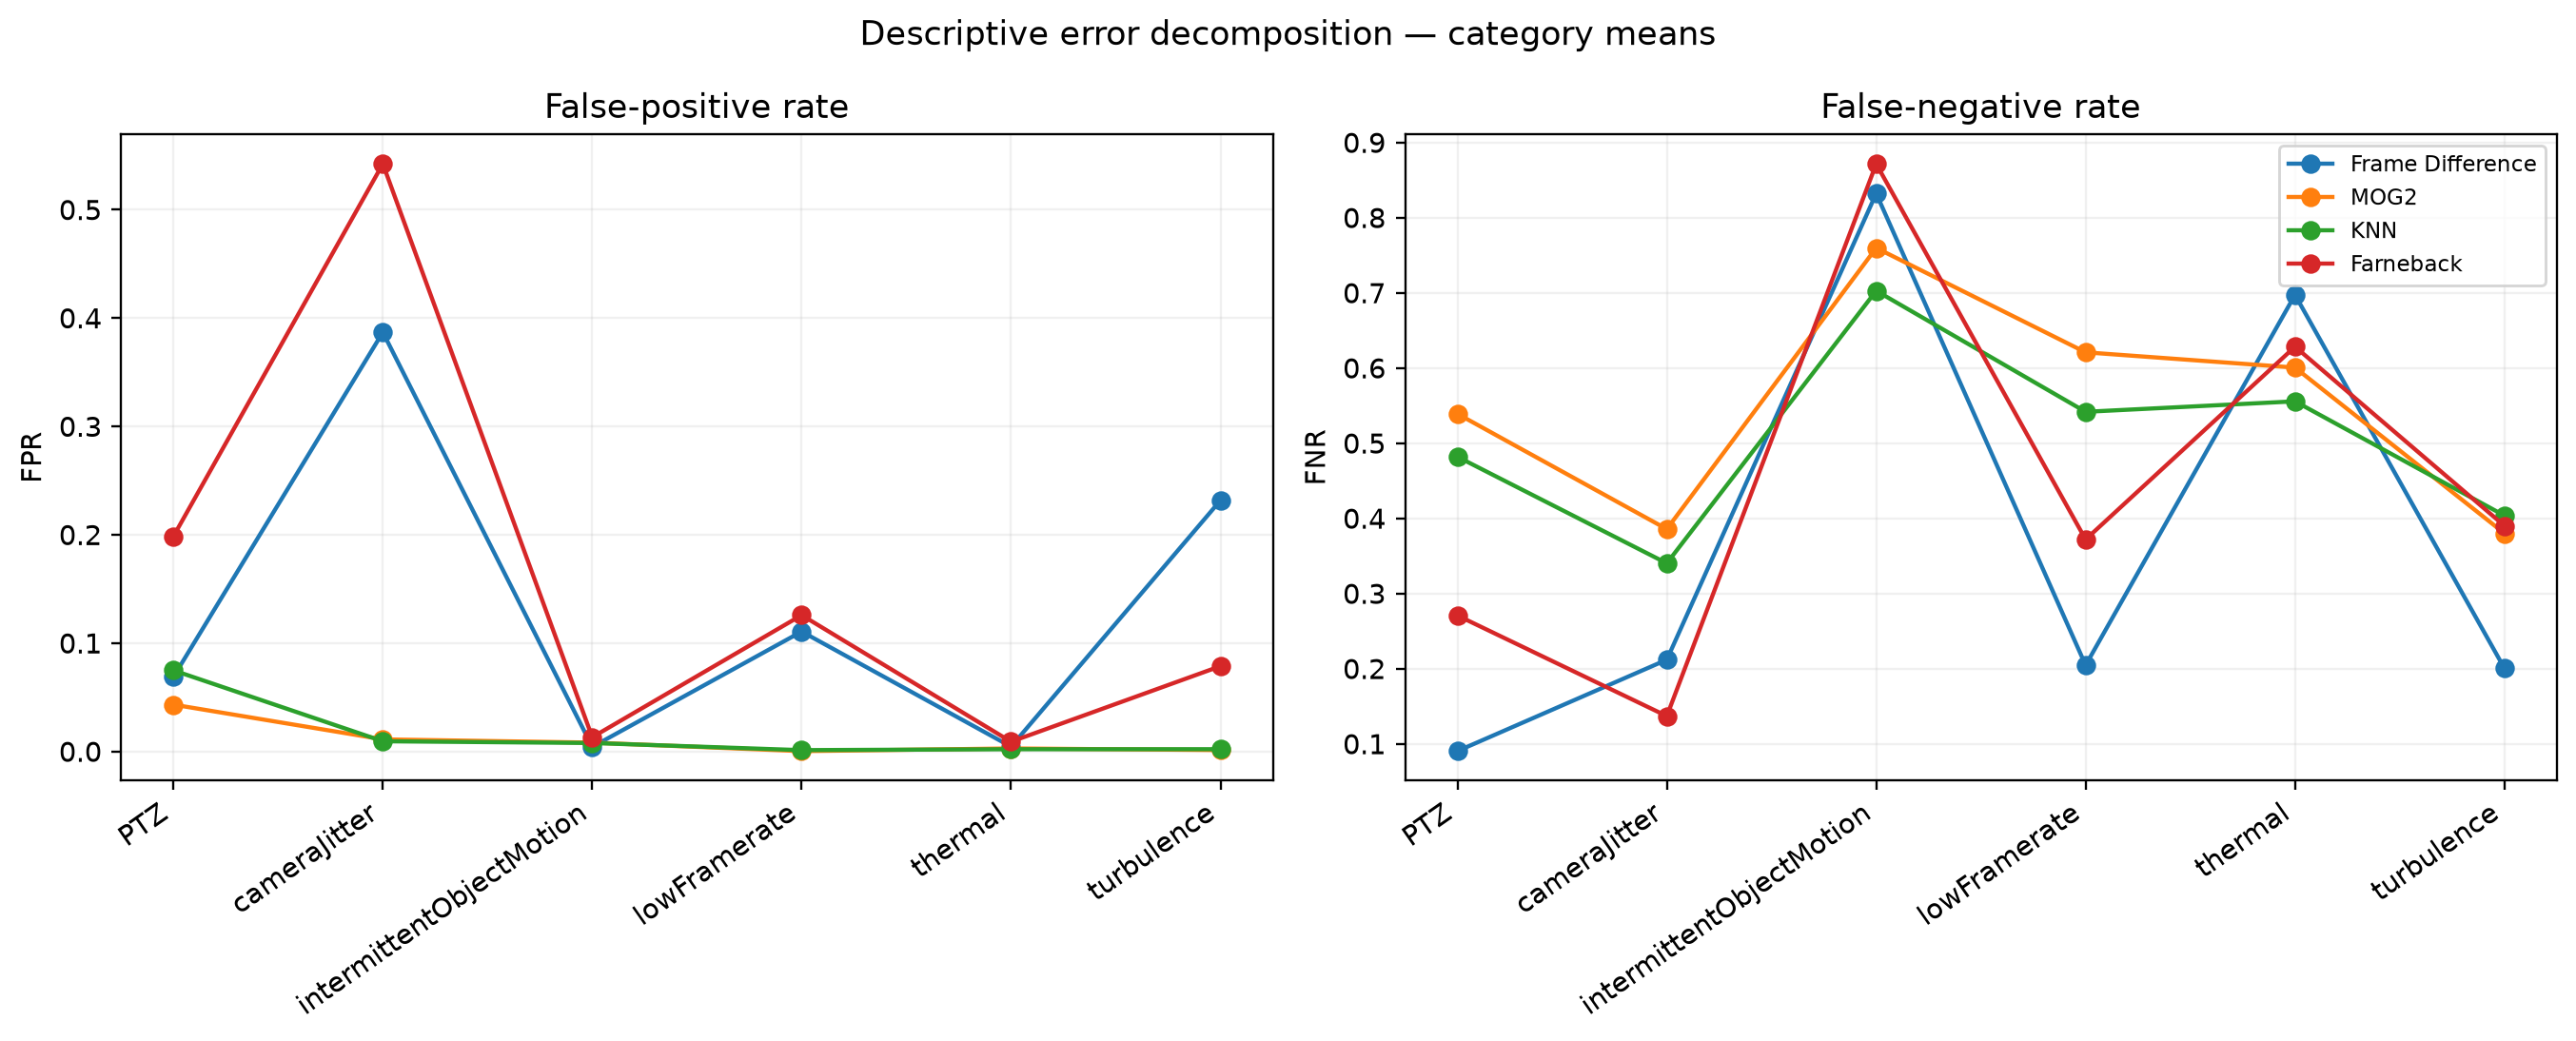 Descriptive error decomposition — category means
False-positive rate
FPR
0.5
0.4
0.3
0.2
0.1
0.0
PTZ
cameraJitter
intermittentObjectMotion
lowFramerate
thermal
turbulence
False-negative rate
FNR
0.9
0.8
0.7
0.6
0.5
0.4
0.3
0.2
0.1
Frame Difference
MOG2
KNN
Farneback
PTZ
cameraJitter
intermittentObjectMotion
lowFramerate
thermal
turbulence